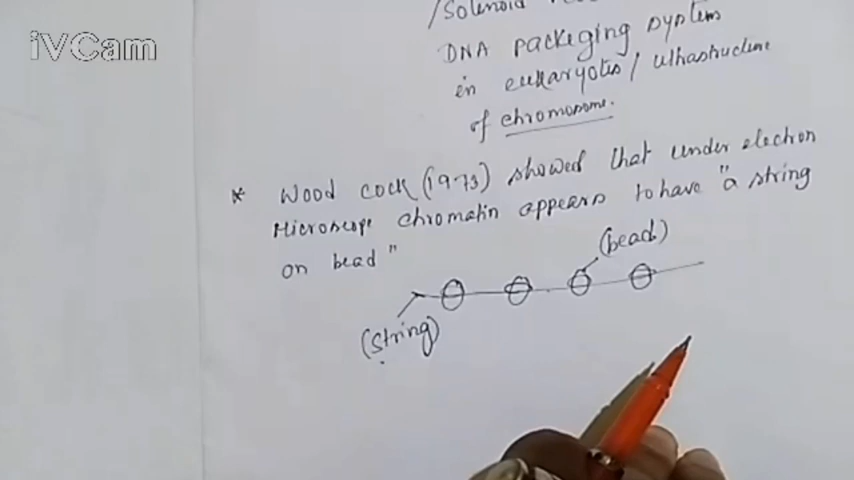 iVCam
/Solenoid
DNA packeging system
in eukaryotes/ ultrastructure
of chromosome.
* Wood cock (1973) showed that under electron
Microscope chromatin appears to have "a string
on bead"
(bead)
(String)